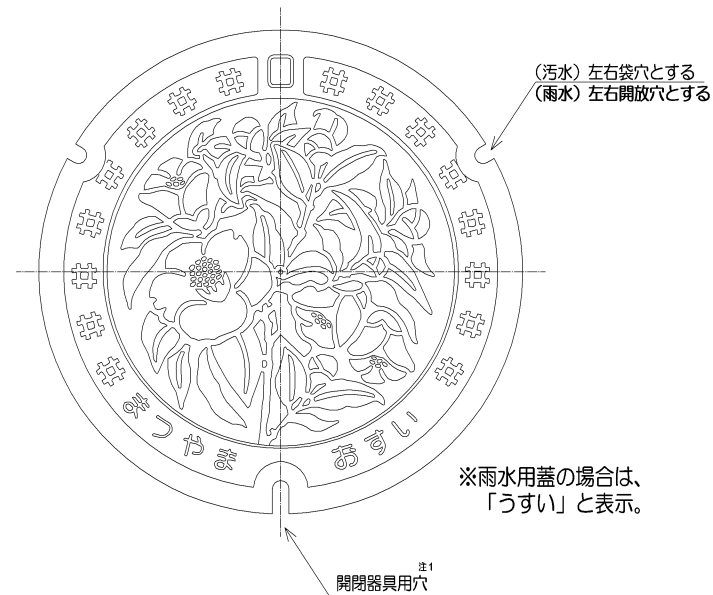 （汚水）左右袋穴とする
（雨水）左右開放穴とする
まつやま
おすい
※雨水用蓋の場合は、
「うすい」と表示。
開閉器具用穴 注1